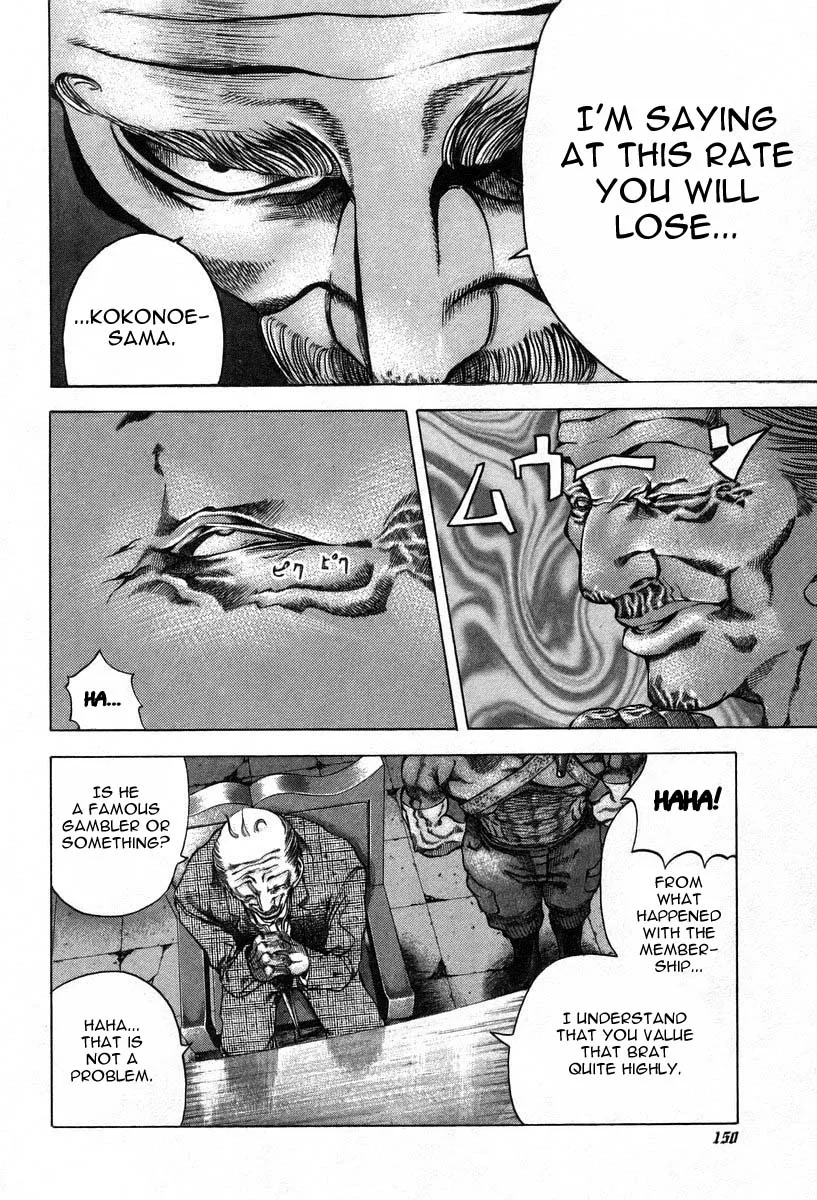 I'M SAYING
AT THIS RATE
YOU WILL
LOSE...
...KOKONOE-
SAMA.
ムゥーン
ピク ピク
HA...
HAHA!
FROM
WHAT
HAPPENED
WITH THE
MEMBER-
SHIP...
I UNDERSTAND
THAT YOU VALUE
THAT BRAT
QUITE HIGHLY.
IS HE
A FAMOUS
GAMBLER OR
SOMETHING?
HAHA...
THAT IS
NOT A
PROBLEM.
150